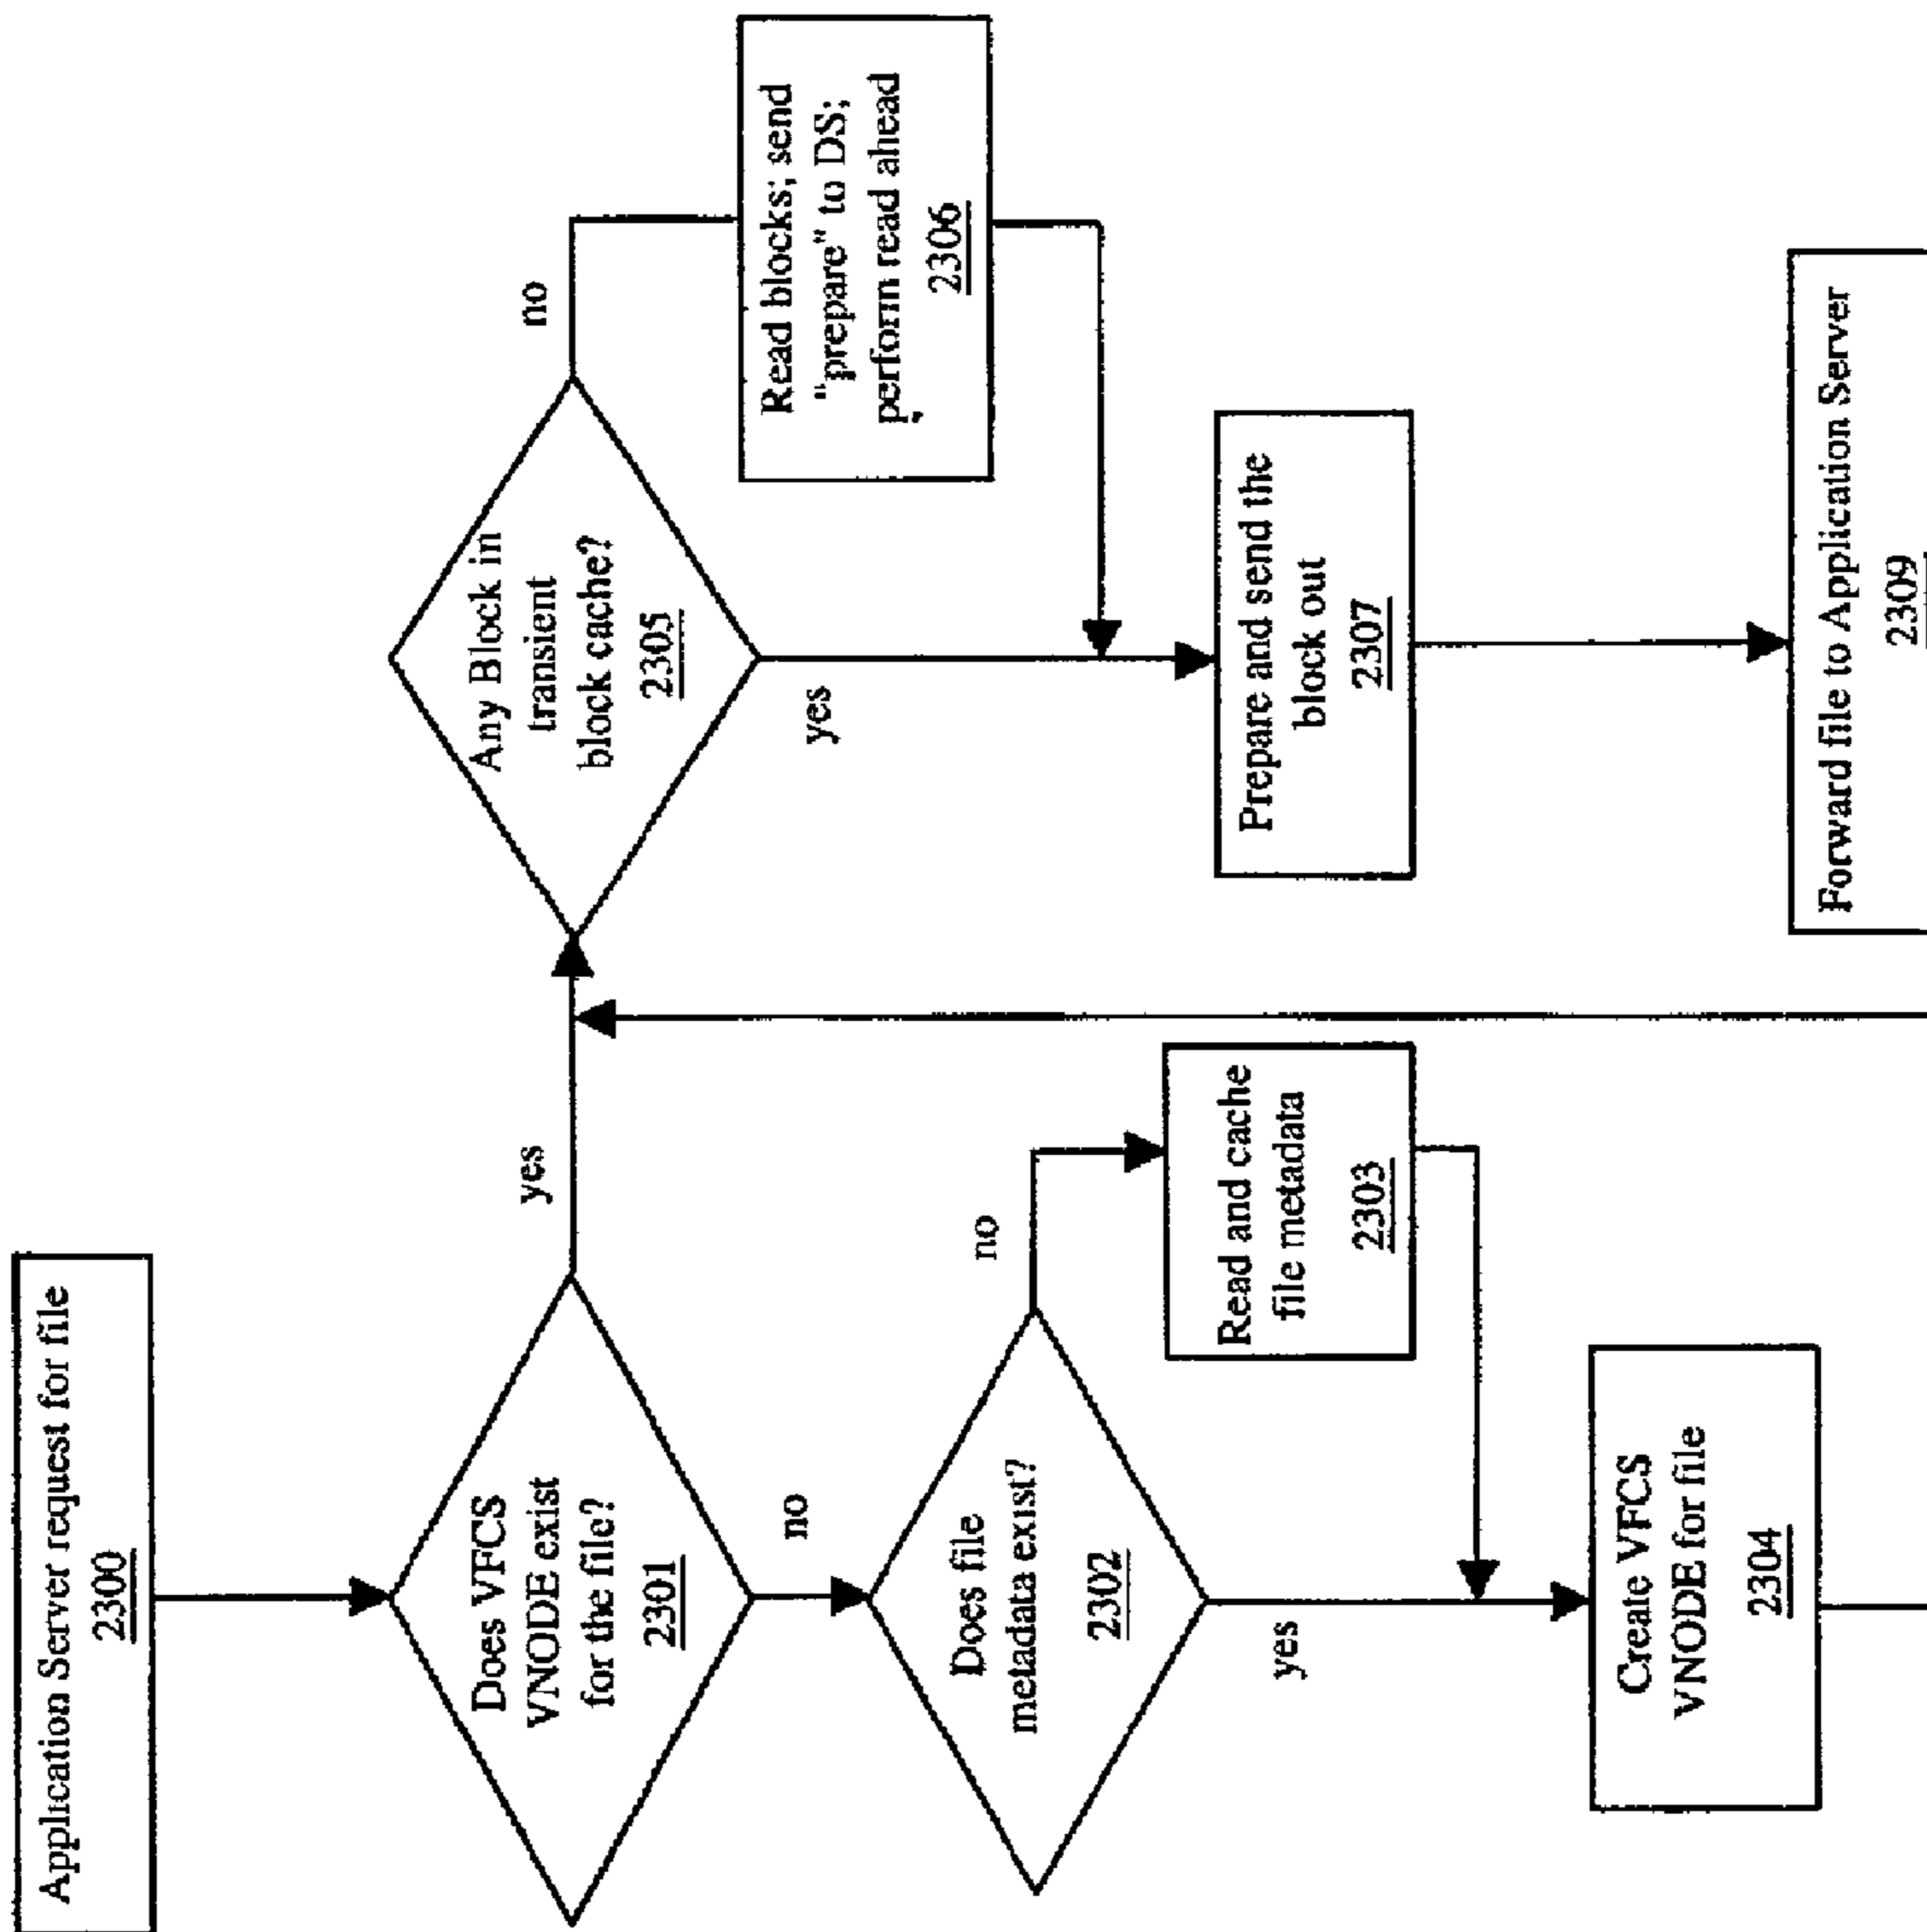 Application Server request for file
2300
Does VFCS
VNODE exist
for the file?
2301
yes
no
Does file
metadata exist?
2302
no
yes
Read and cache
file metadata
2303
Create VFCS
VNODE for file
2304
Any Block in
transient
block cache?
2305
no
yes
Read blocks; send
"prepare" to DS;
perform read ahead
2306
Prepare and send the
block out
2307
Forward file to Application Server
2309